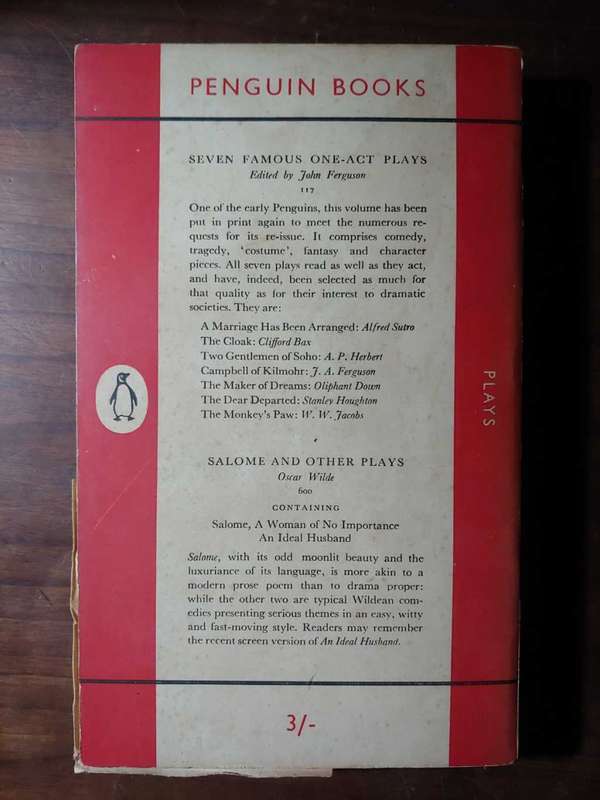 PENGUIN BOOKS
SEVEN FAMOUS ONE-ACT PLAYS
Edited by John Ferguson
117
One of the early Penguins, this volume has been
put in print again to meet the numerous re-
quests for its re-issue. It comprises comedy,
tragedy, ‘costume’, fantasy and character
pieces. All seven plays read as well as they act,
and have, indeed, been selected as much for
that quality as for their interest to dramatic
societies. They are:
A Marriage Has Been Arranged: Alfred Sutro
The Cloak: Clifford Bax
Two Gentlemen of Soho: A. P. Herbert
Campbell of Kilmohr: J. A. Ferguson
The Maker of Dreams: Oliphant Down
The Dear Departed: Stanley Houghton
The Monkey's Paw: W. W. Jacobs
SALOME AND OTHER PLAYS
Oscar Wilde
600
CONTAINING
Salome, A Woman of No Importance
An Ideal Husband
Salome, with its odd moonlit beauty and the
luxuriance of its language, is more akin to a
modern prose poem than to drama proper:
while the other two are typical Wildean com-
edies presenting serious themes in an easy, witty
and fast-moving style. Readers may remember
the recent screen version of An Ideal Husband.
3/-
PLAYS